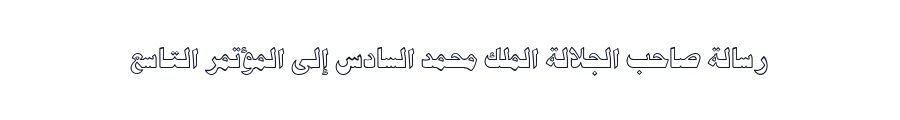 رسالة صاحب الجلالة الملك محمد السادس إلى المؤتمر التاسع